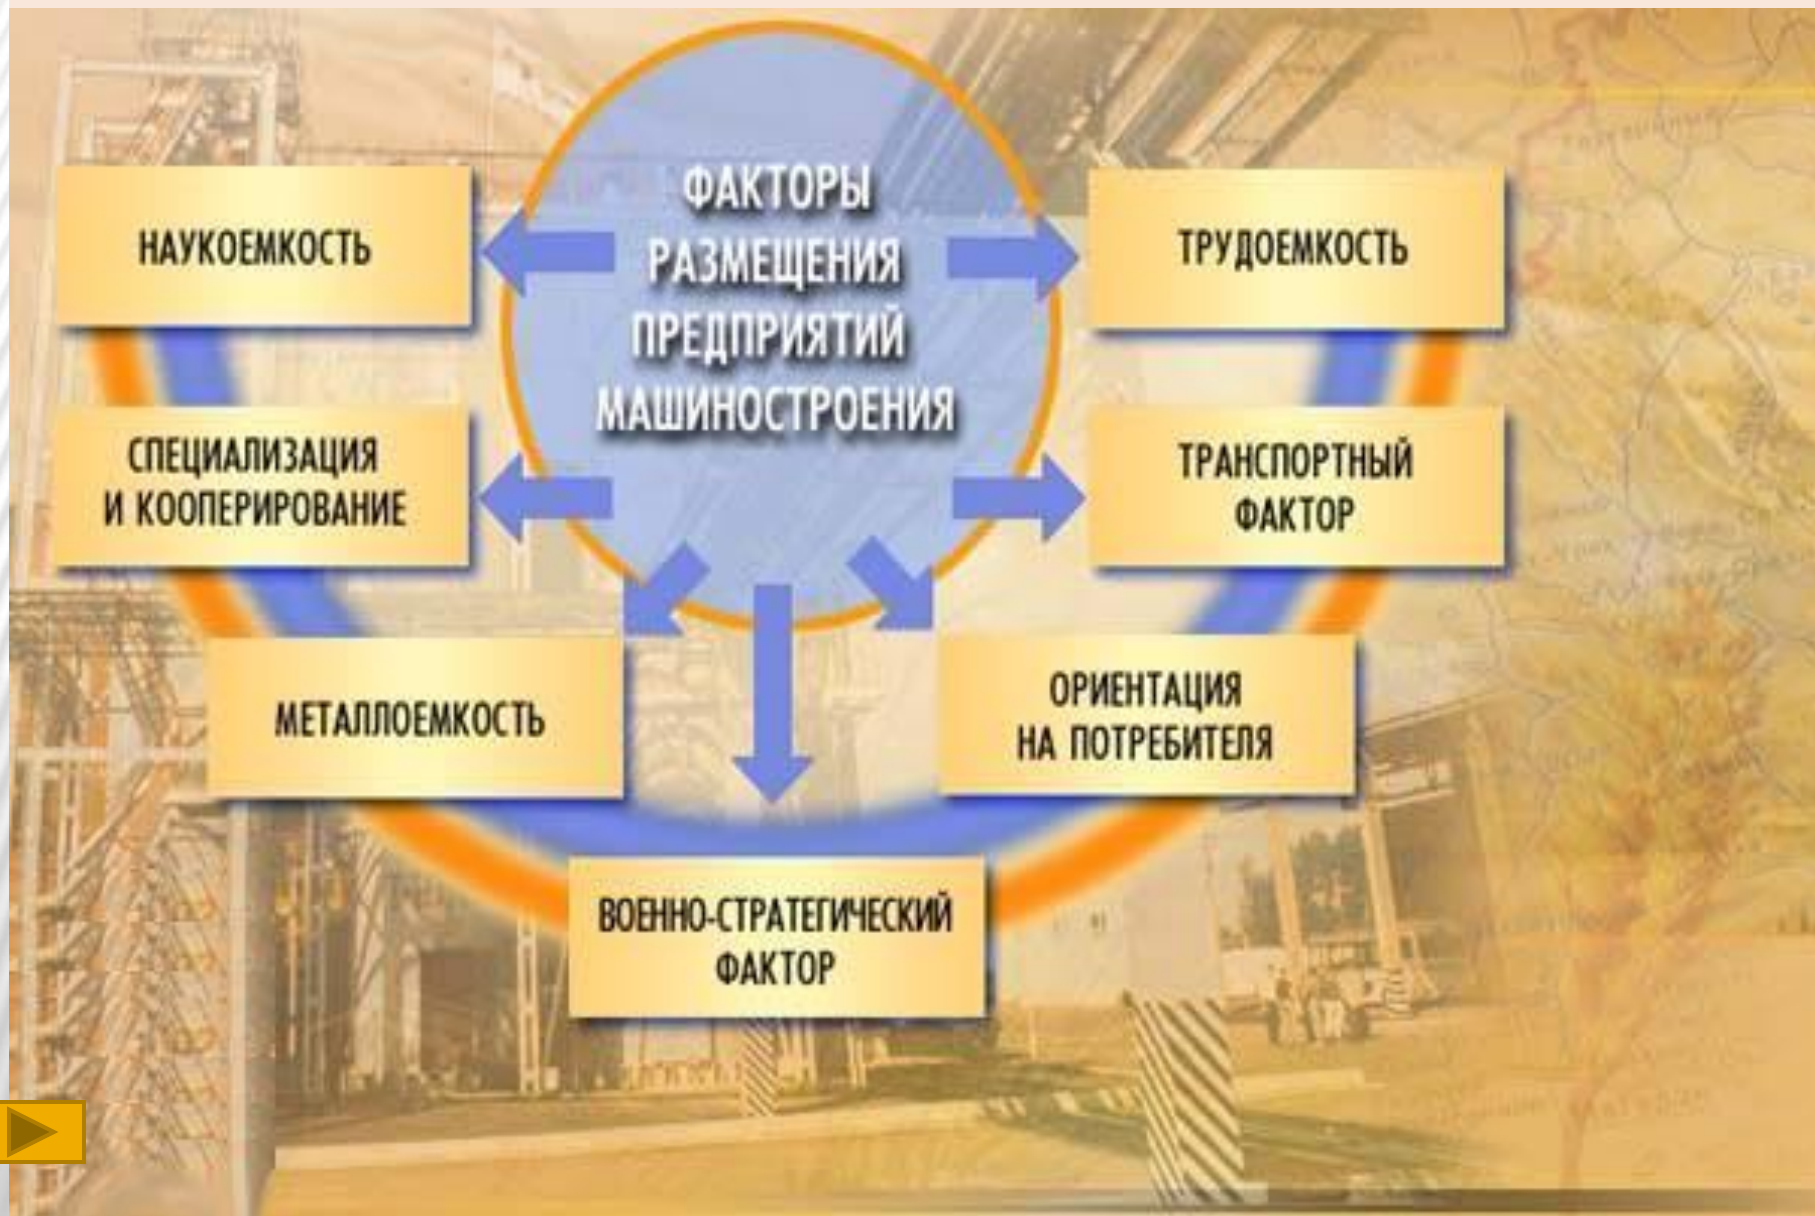 ФАКТОРЫ
РАЗМЕЩЕНИЯ
ПРЕДПРИЯТИЙ
МАШИНОСТРОЕНИЯ
НАУКОЕМКОСТЬ
ТРУДОЕМКОСТЬ
СПЕЦИАЛИЗАЦИЯ
И КООПЕРИРОВАНИЕ
ТРАНСПОРТНЫЙ
ФАКТОР
МЕТАЛЛОЕМКОСТЬ
ОРИЕНТАЦИЯ
НА ПОТРЕБИТЕЛЯ
ВОЕННО-СТРАТЕГИЧЕСКИЙ
ФАКТОР